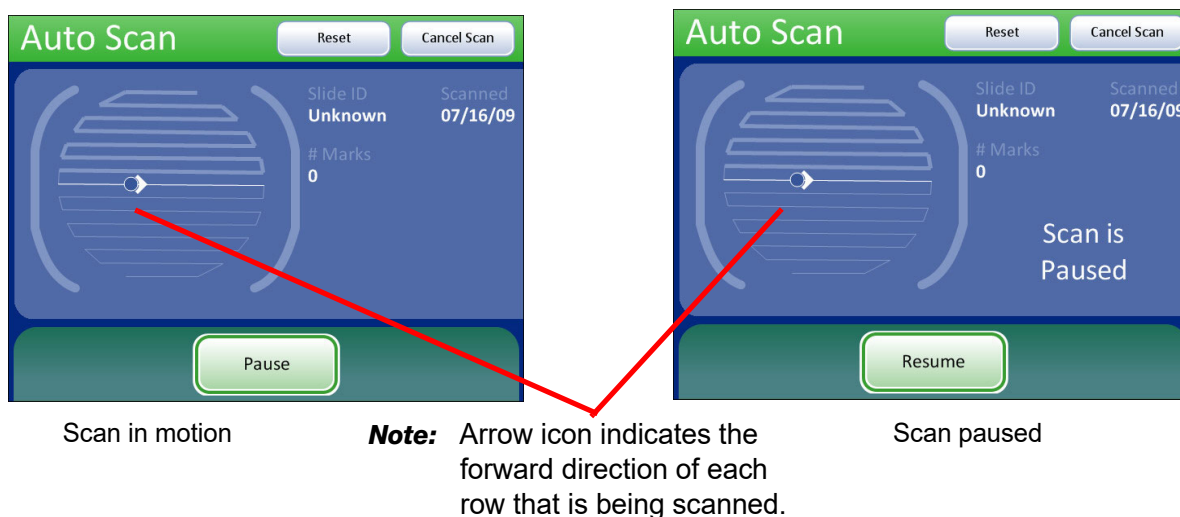 Auto Scan Reset Cancel Scan
Slide ID Scanned
Unknown 07/16/09
# Marks
0
Pause
Scan in motion
Auto Scan Reset Cancel Scan
Slide ID Scanned
Unknown 07/16/09
# Marks
0
Scan is
Paused
Resume
Scan paused
Note: Arrow icon indicates the
forward direction of each
row that is being scanned.